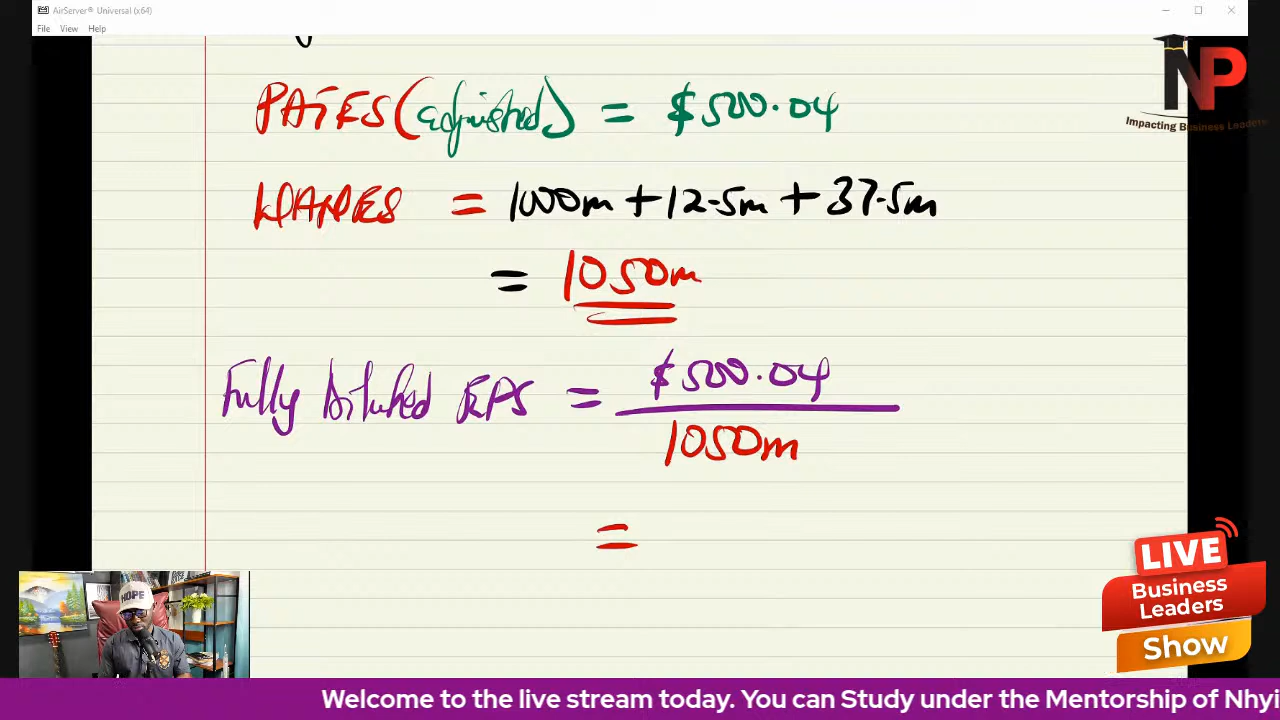 AirServer® Universal (x64)
File View Help
NP
Impacting Business Leaders
PATES (adjusted) = $500.04
= 1000m + 12.5m + 37.5m
= 1050m
Fully Diluted EPS = $500.04
1050m
=
HOPE
LIVE
Business
Leaders
Show
Welcome to the live stream today. You can Study under the Mentorship of Nhyi